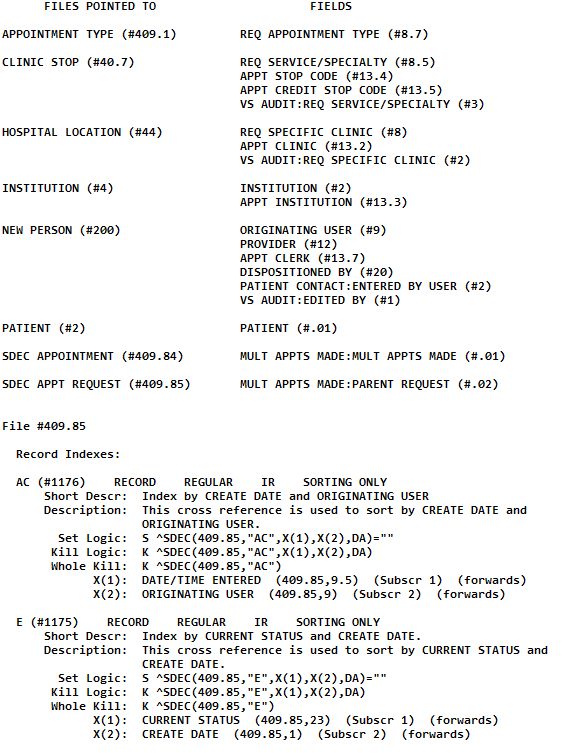 FILES POINTED TO                      FIELDS
APPOINTMENT TYPE (#409.1)         REQ APPOINTMENT TYPE (#8.7)
CLINIC STOP (#40.7)               REQ SERVICE/SPECIALTY (#8.5)
                                  APPT STOP CODE (#13.4)
                                  APPT CREDIT STOP CODE (#13.5)
                                  VS AUDIT:REQ SERVICE/SPECIALTY (#3)
HOSPITAL LOCATION (#44)           REQ SPECIFIC CLINIC (#8)
                                  APPT CLINIC (#13.2)
                                  VS AUDIT:REQ SPECIFIC CLINIC (#2)
INSTITUTION (#4)                  INSTITUTION (#2)
                                  APPT INSTITUTION (#13.3)
NEW PERSON (#200)                 ORIGINATING USER (#9)
                                  PROVIDER (#12)
                                  APPT CLERK (#13.7)
                                  DISPOSITIONED BY (#20)
                                  PATIENT CONTACT:ENTERED BY USER (#2)
                                  VS AUDIT:EDITED BY (#1)
PATIENT (#2)                      PATIENT (#.01)
SDEC APPOINTMENT (#409.84)        MULT APPTS MADE:MULT APPTS MADE (#.01)
SDEC APPT REQUEST (#409.85)       MULT APPTS MADE:PARENT REQUEST (#.02)
File #409.85
  Record Indexes:
  AC (#1176)    RECORD    REGULAR    IR    SORTING ONLY
      Short Descr:  Index by CREATE DATE and ORIGINATING USER
      Description:  This cross reference is used to sort by CREATE DATE and
                    ORIGINATING USER.
        Set Logic:  S ^SDEC(409.85,"AC",X(1),X(2),DA)=""
       Kill Logic:  K ^SDEC(409.85,"AC",X(1),X(2),DA)
       Whole Kill:  K ^SDEC(409.85,"AC")
             X(1):  DATE/TIME ENTERED  (409.85,9.5)  (Subscr 1)  (forwards)
             X(2):  ORIGINATING USER  (409.85,9)  (Subscr 2)  (forwards)
  E (#1175)    RECORD    REGULAR    IR    SORTING ONLY
      Short Descr:  Index by CURRENT STATUS and CREATE DATE.
      Description:  This cross reference is used to sort by CURRENT STATUS and
                    CREATE DATE.
        Set Logic:  S ^SDEC(409.85,"E",X(1),X(2),DA)=""
       Kill Logic:  K ^SDEC(409.85,"E",X(1),X(2),DA)
       Whole Kill:  K ^SDEC(409.85,"E")
             X(1):  CURRENT STATUS  (409.85,23)  (Subscr 1)  (forwards)
             X(2):  CREATE DATE  (409.85,1)  (Subscr 2)  (forwards)